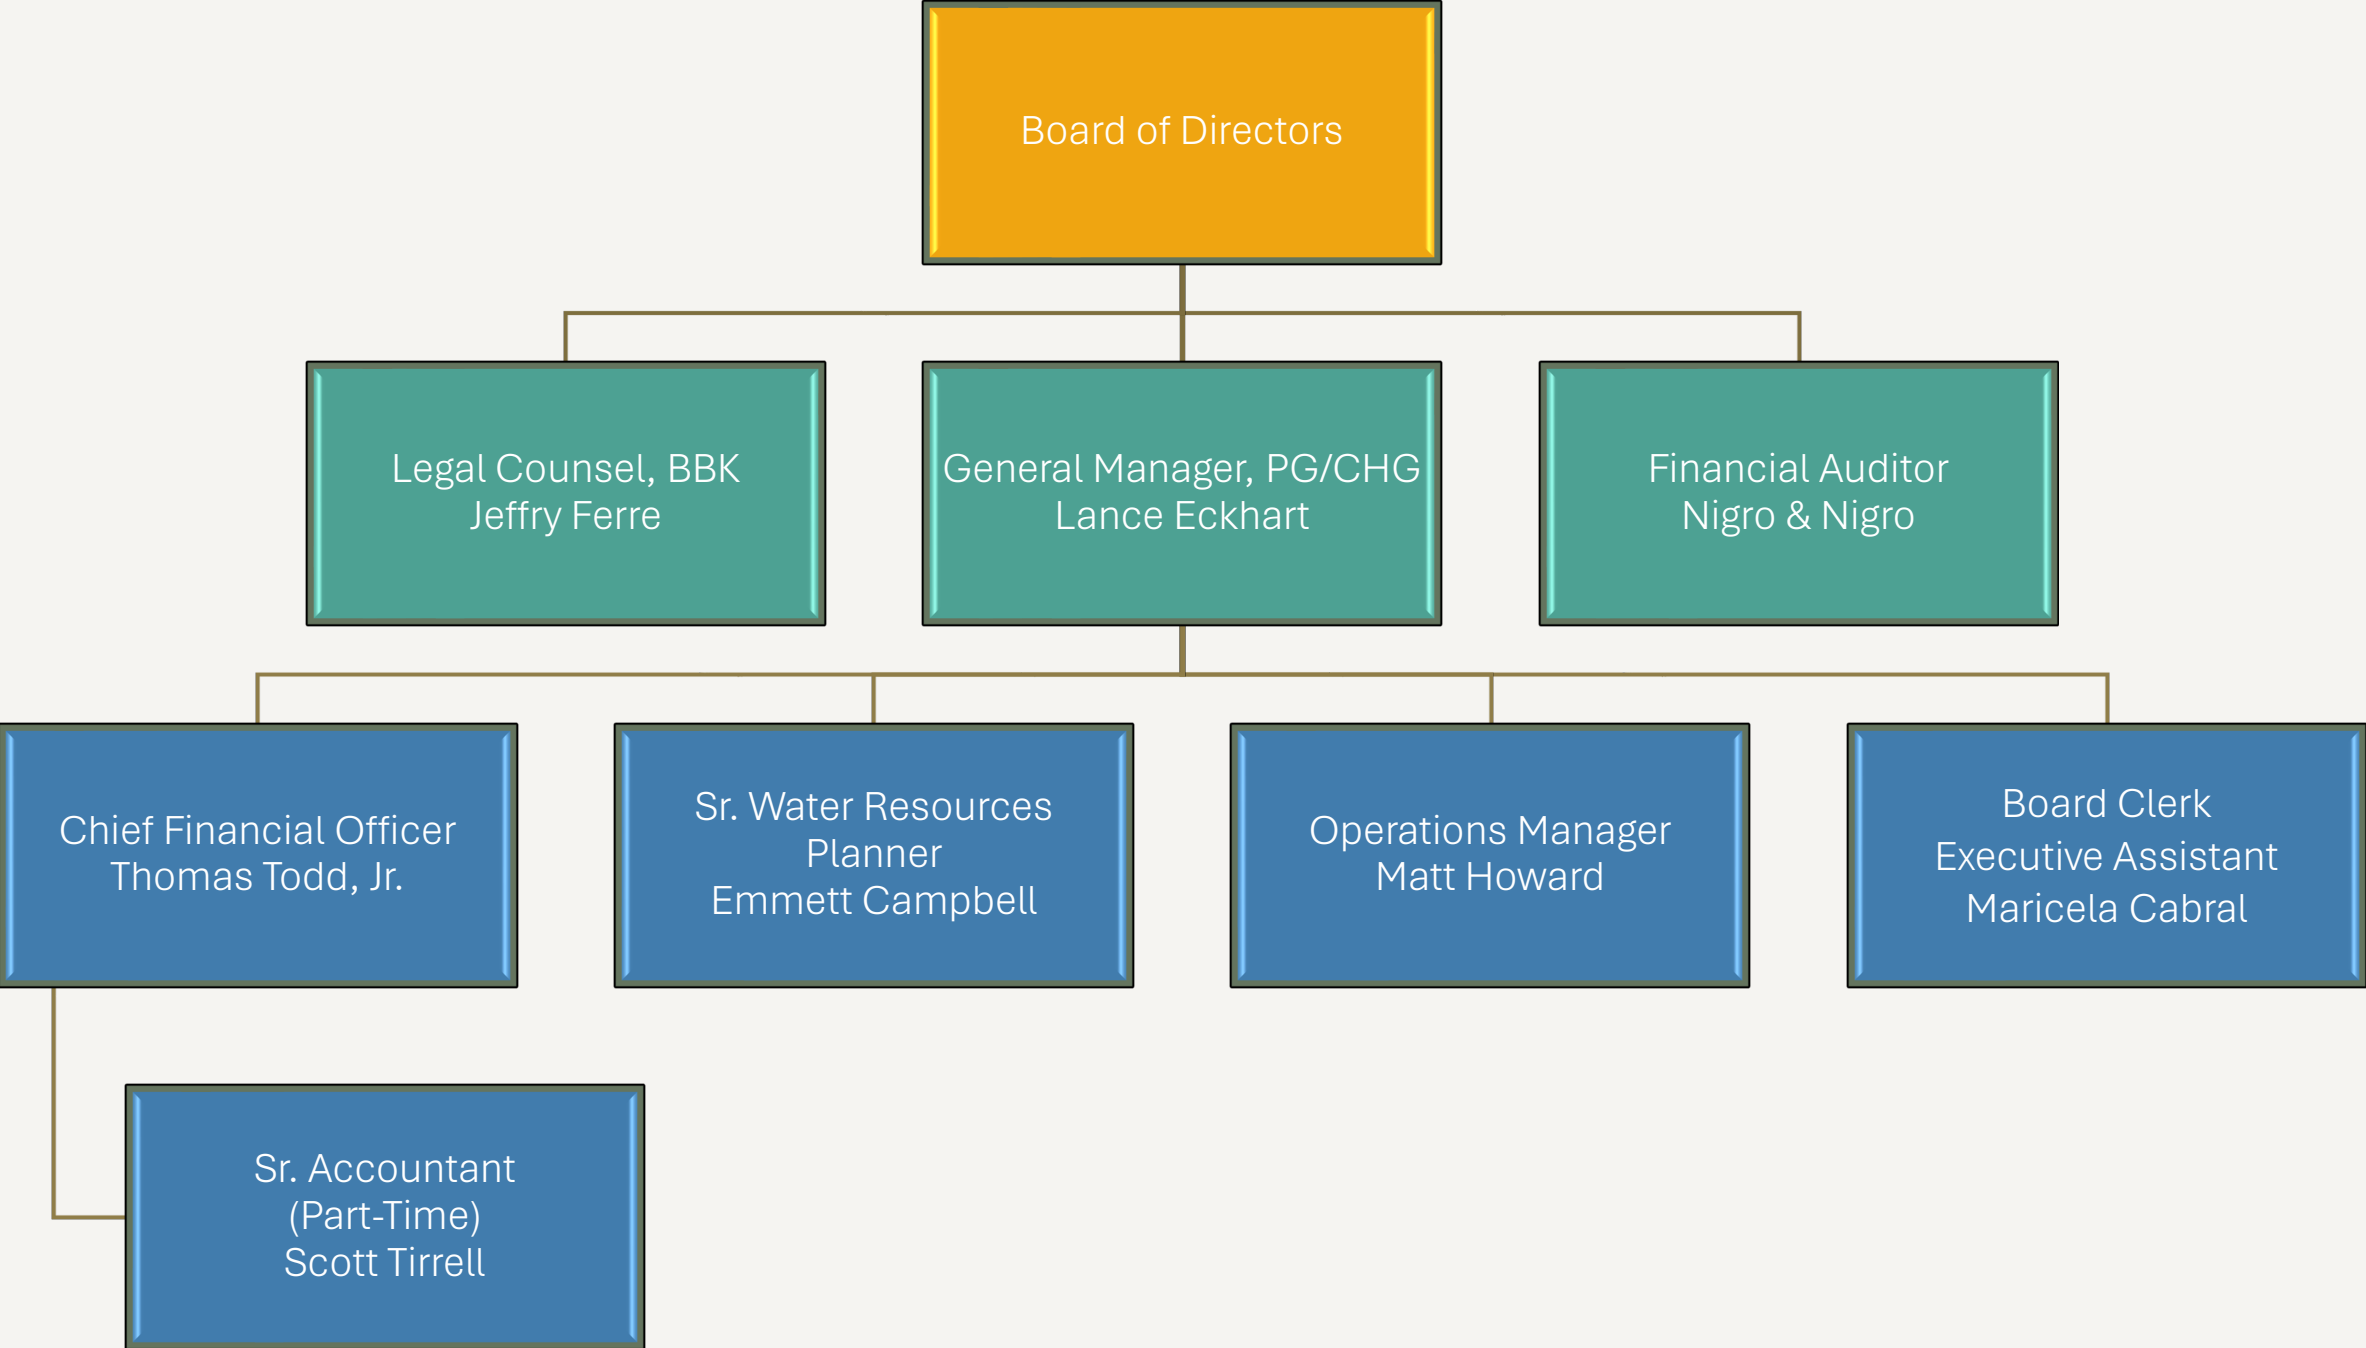 Board of Directors
Legal Counsel, BBK
Jeffry Ferre
General Manager, PG/CHG
Lance Eckhart
Financial Auditor
Nigro & Nigro
Chief Financial Officer
Thomas Todd, Jr.
Sr. Water Resources
Planner
Emmett Campbell
Operations Manager
Matt Howard
Board Clerk
Executive Assistant
Maricela Cabral
Sr. Accountant
(Part-Time)
Scott Tirrell